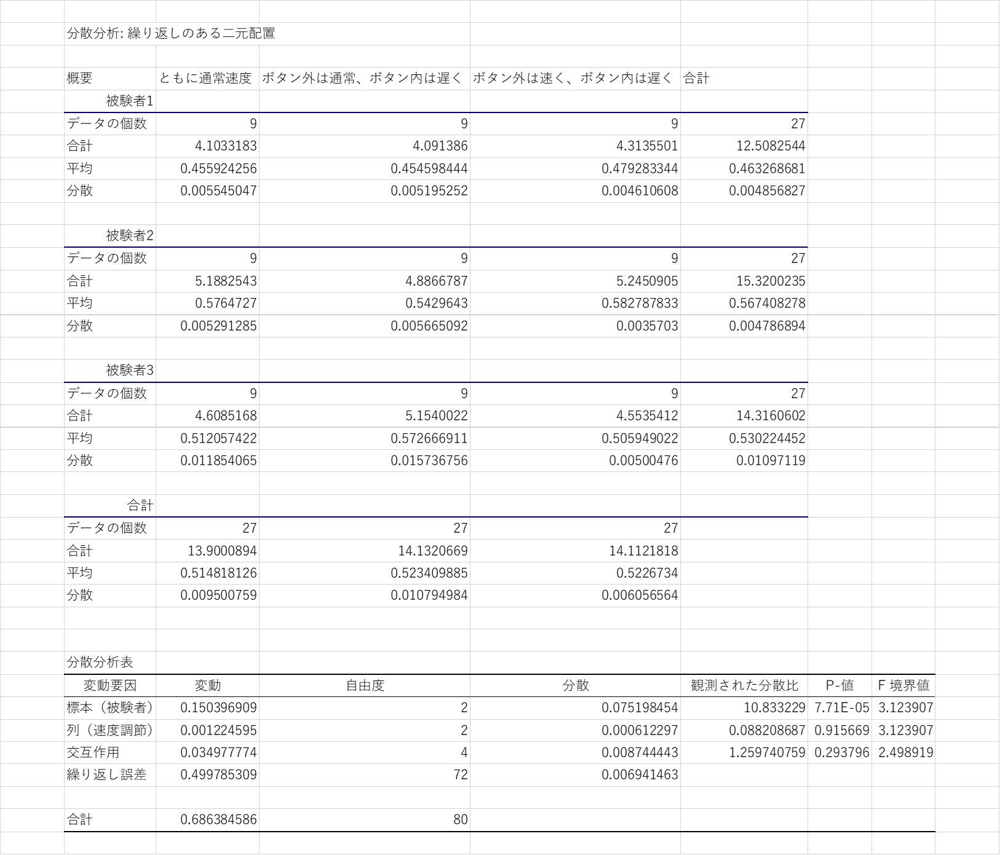 分散分析: 繰り返しのある二元配置
概要 ともに通常速度 ボタン外は通常、ボタン内は遅く ボタン外は速く、ボタン内は遅く 合計
被験者1
データの個数 9 9 9 27
合計 4.1033183 4.091386 4.3135501 12.5082544
平均 0.455924256 0.454598444 0.479283344 0.463268681
分散 0.005545047 0.005195252 0.004610608 0.004856827
被験者2
データの個数 9 9 9 27
合計 5.1882543 4.8866787 5.2450905 15.3200235
平均 0.5764727 0.5429643 0.582787833 0.567408278
分散 0.005291285 0.005665092 0.0035703 0.004786894
被験者3
データの個数 9 9 9 27
合計 4.6085168 5.1540022 4.5535412 14.3160602
平均 0.512057422 0.572666911 0.505949022 0.530224452
分散 0.011854065 0.015736756 0.00500476 0.01097119
合計
データの個数 27 27 27
合計 13.9000894 14.1320669 14.1121818
平均 0.514818126 0.523409885 0.5226734
分散 0.009500759 0.010794984 0.006056564
分散分析表
変動要因 変動 自由度 分散 観測された分散比 P-値 F 境界値
標本（被験者） 0.150396909 2 0.075198454 10.833229 7.71E-05 3.123907
列（速度調節） 0.001224595 2 0.000612297 0.088208687 0.915669 3.123907
交互作用 0.034977774 4 0.008744443 1.259740759 0.293796 2.498919
繰り返し誤差 0.499785309 72 0.006941463
合計 0.686384586 80